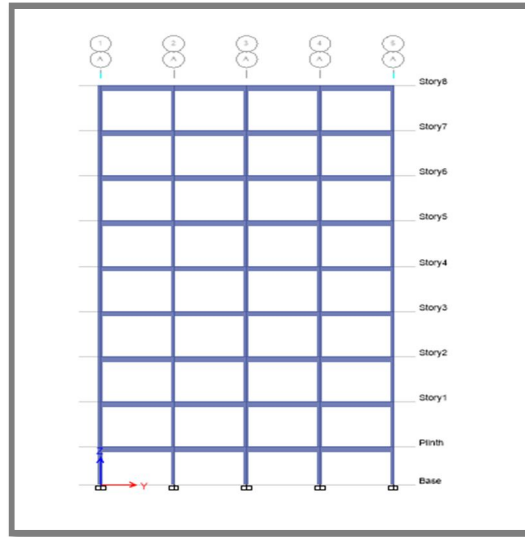 1 2 3 4 5
A A A A A
Story8
Story7
Story6
Story5
Story4
Story3
Story2
Story1
Plinth
Z
Y
Base